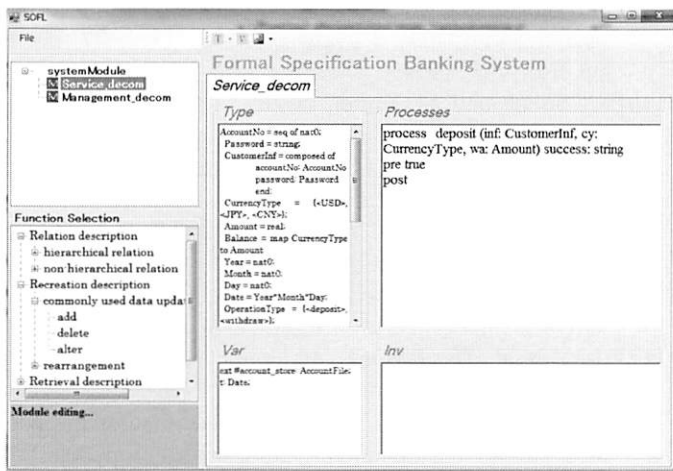 SOFL
File
systemModule
Service_decom
Management_decom
Function Selection
Relation description
hierarchical relation
non-hierarchical relation
Recreation description
commonly used data updat
add
delete
alter
rearrangement
Retrieval description
Module editing...
Formal Specification Banking System
Service_decom
Type
AccountNo = seq of nat0;
Password = string;
CustomerInf = composed of
accountNo: AccountNo
password: Password
end;
CurrencyType = {<USD>,
<JPY>, <CNY>};
Amount = real;
Balance = map CurrencyType
to Amount
Year = nat0;
Month = nat0;
Day = nat0;
Date = Year*Month*Day;
OperationType = {<deposit>,
<withdraw>};
Processes
process deposit (inf: CustomerInf, cy:
CurrencyType, wa: Amount) success: string
pre true
post
Var
ext #account_store: AccountFile;
t: Date;
Inv